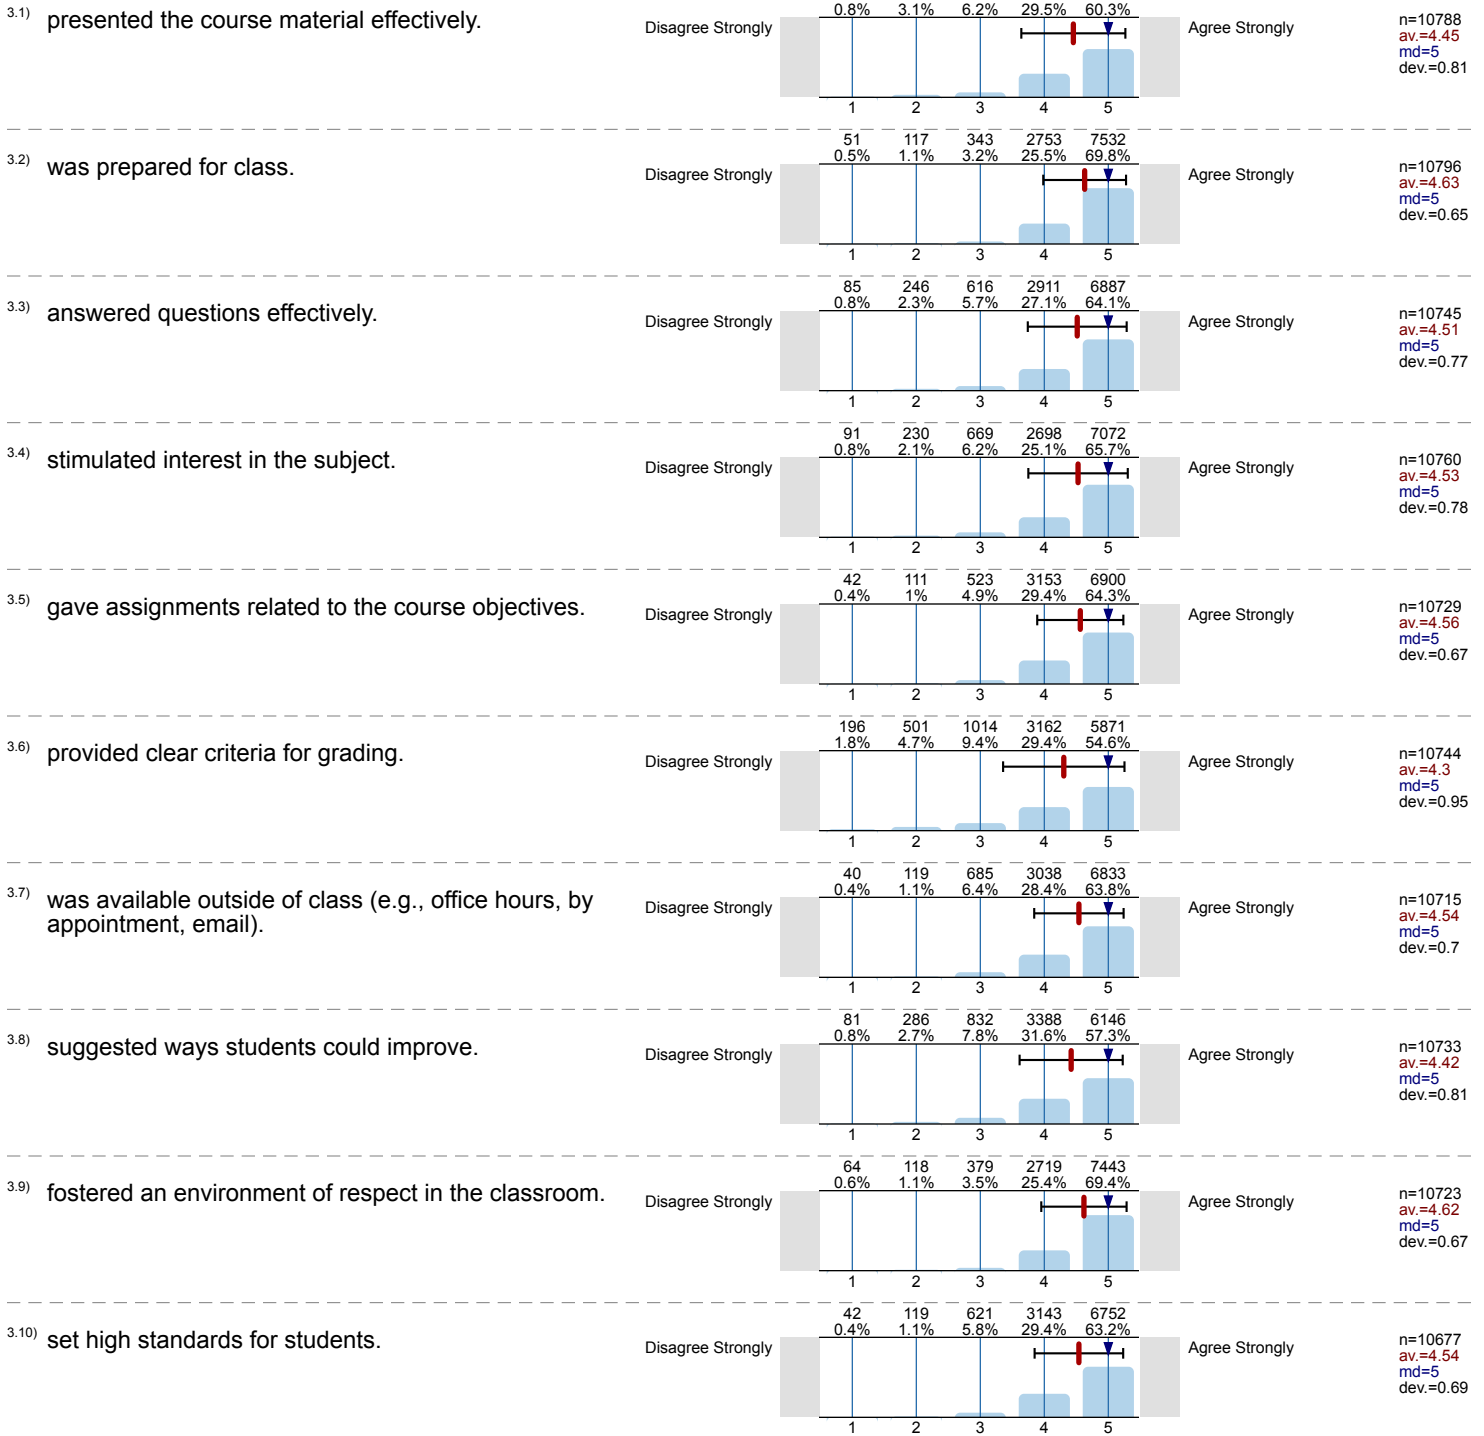 3.1) presented the course material effectively.
Disagree Strongly
0.8% 3.1% 6.2% 29.5% 60.3%
1 2 3 4 5
Agree Strongly
n=10788
av.=4.45
md=5
dev.=0.81
3.2) was prepared for class.
Disagree Strongly
51 117 343 2753 7532
0.5% 1.1% 3.2% 25.5% 69.8%
1 2 3 4 5
Agree Strongly
n=10796
av.=4.63
md=5
dev.=0.65
3.3) answered questions effectively.
Disagree Strongly
85 246 616 2911 6887
0.8% 2.3% 5.7% 27.1% 64.1%
1 2 3 4 5
Agree Strongly
n=10745
av.=4.51
md=5
dev.=0.77
3.4) stimulated interest in the subject.
Disagree Strongly
91 230 669 2698 7072
0.8% 2.1% 6.2% 25.1% 65.7%
1 2 3 4 5
Agree Strongly
n=10760
av.=4.53
md=5
dev.=0.78
3.5) gave assignments related to the course objectives.
Disagree Strongly
42 111 523 3153 6900
0.4% 1% 4.9% 29.4% 64.3%
1 2 3 4 5
Agree Strongly
n=10729
av.=4.56
md=5
dev.=0.67
3.6) provided clear criteria for grading.
Disagree Strongly
196 501 1014 3162 5871
1.8% 4.7% 9.4% 29.4% 54.6%
1 2 3 4 5
Agree Strongly
n=10744
av.=4.3
md=5
dev.=0.95
3.7) was available outside of class (e.g., office hours, by
appointment, email).
Disagree Strongly
40 119 685 3038 6833
0.4% 1.1% 6.4% 28.4% 63.8%
1 2 3 4 5
Agree Strongly
n=10715
av.=4.54
md=5
dev.=0.7
3.8) suggested ways students could improve.
Disagree Strongly
81 286 832 3388 6146
0.8% 2.7% 7.8% 31.6% 57.3%
1 2 3 4 5
Agree Strongly
n=10733
av.=4.42
md=5
dev.=0.81
3.9) fostered an environment of respect in the classroom.
Disagree Strongly
64 118 379 2719 7443
0.6% 1.1% 3.5% 25.4% 69.4%
1 2 3 4 5
Agree Strongly
n=10723
av.=4.62
md=5
dev.=0.67
3.10) set high standards for students.
Disagree Strongly
42 119 621 3143 6752
0.4% 1.1% 5.8% 29.4% 63.2%
1 2 3 4 5
Agree Strongly
n=10677
av.=4.54
md=5
dev.=0.69